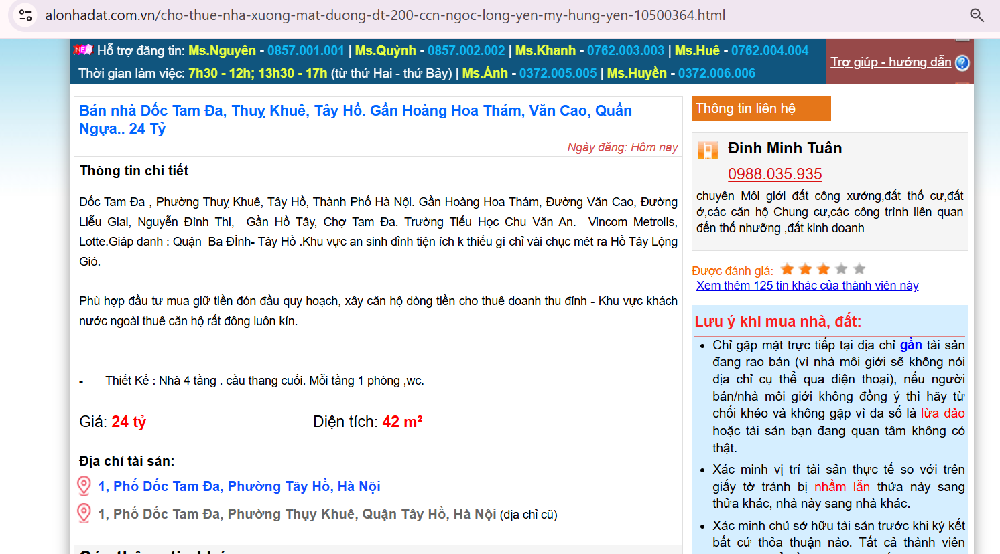 alonhadat.com.vn/cho-thue-nha-xuong-mat-duong-dt-200-ccn-ngoc-long-yen-my-hung-yen-10500364.html
NEW Hỗ trợ đăng tin: Ms.Nguyên - 0857.001.001 | Ms.Quỳnh - 0857.002.002 | Ms.Khanh - 0762.003.003 | Ms.Huê - 0762.004.004
Thời gian làm việc: 7h30 - 12h; 13h30 - 17h (từ thứ Hai - thứ Bảy) | Ms.Ánh - 0372.005.005 | Ms.Huyền - 0372.006.006
Trợ giúp - hướng dẫn ?
Bán nhà Dốc Tam Đa, Thuỵ Khuê, Tây Hồ. Gần Hoàng Hoa Thám, Văn Cao, Quần
Ngựa.. 24 Tỷ
Ngày đăng: Hôm nay
Thông tin chi tiết
Dốc Tam Đa , Phường Thuỵ Khuê, Tây Hồ, Thành Phố Hà Nội. Gần Hoàng Hoa Thám, Đường Văn Cao, Đường
Liễu Giai, Nguyễn Đình Thi, Gần Hồ Tây, Chợ Tam Đa. Trường Tiểu Học Chu Văn An. Vincom Metrolis,
Lotte.Giáp danh : Quận Ba Đình- Tây Hồ .Khu vực an sinh đỉnh tiện ích k thiếu gì chỉ vài chục mét ra Hồ Tây Lộng
Gió.
Phù hợp đầu tư mua giữ tiền đón đầu quy hoạch, xây căn hộ dòng tiền cho thuê doanh thu đỉnh - Khu vực khách
nước ngoài thuê căn hộ rất đông luôn kín.
- Thiết Kế : Nhà 4 tầng . cầu thang cuối. Mỗi tầng 1 phòng ,wc.
Giá: 24 tỷ Diện tích: 42 m²
Địa chỉ tài sản:
1, Phố Dốc Tam Đa, Phường Tây Hồ, Hà Nội
1, Phố Dốc Tam Đa, Phường Thụy Khuê, Quận Tây Hồ, Hà Nội (địa chỉ cũ)
Thông tin liên hệ
Đinh Minh Tuân
0988.035.935
chuyên Môi giới đất công xưởng,đất thổ cư,đất
ở,các căn hộ Chung cư,các công trình liên quan
đến thổ nhưỡng ,đất kinh doanh
Được đánh giá:
Xem thêm 125 tin khác của thành viên này
Lưu ý khi mua nhà, đất:
• Chỉ gặp mặt trực tiếp tại địa chỉ gần tài sản
đang rao bán (vì nhà môi giới sẽ không nói
địa chỉ cụ thể qua điện thoại), nếu người
bán/nhà môi giới không đồng ý thì hãy từ
chối khéo và không gặp vì đa số là lừa đảo
hoặc tài sản bạn đang quan tâm không có
thật.
• Xác minh vị trí tài sản thực tế so với trên
giấy tờ tránh bị nhầm lẫn thửa này sang
thửa khác, nhà này sang nhà khác.
• Xác minh chủ sở hữu tài sản trước khi ký kết
bất cứ thỏa thuận nào. Tất cả thành viên